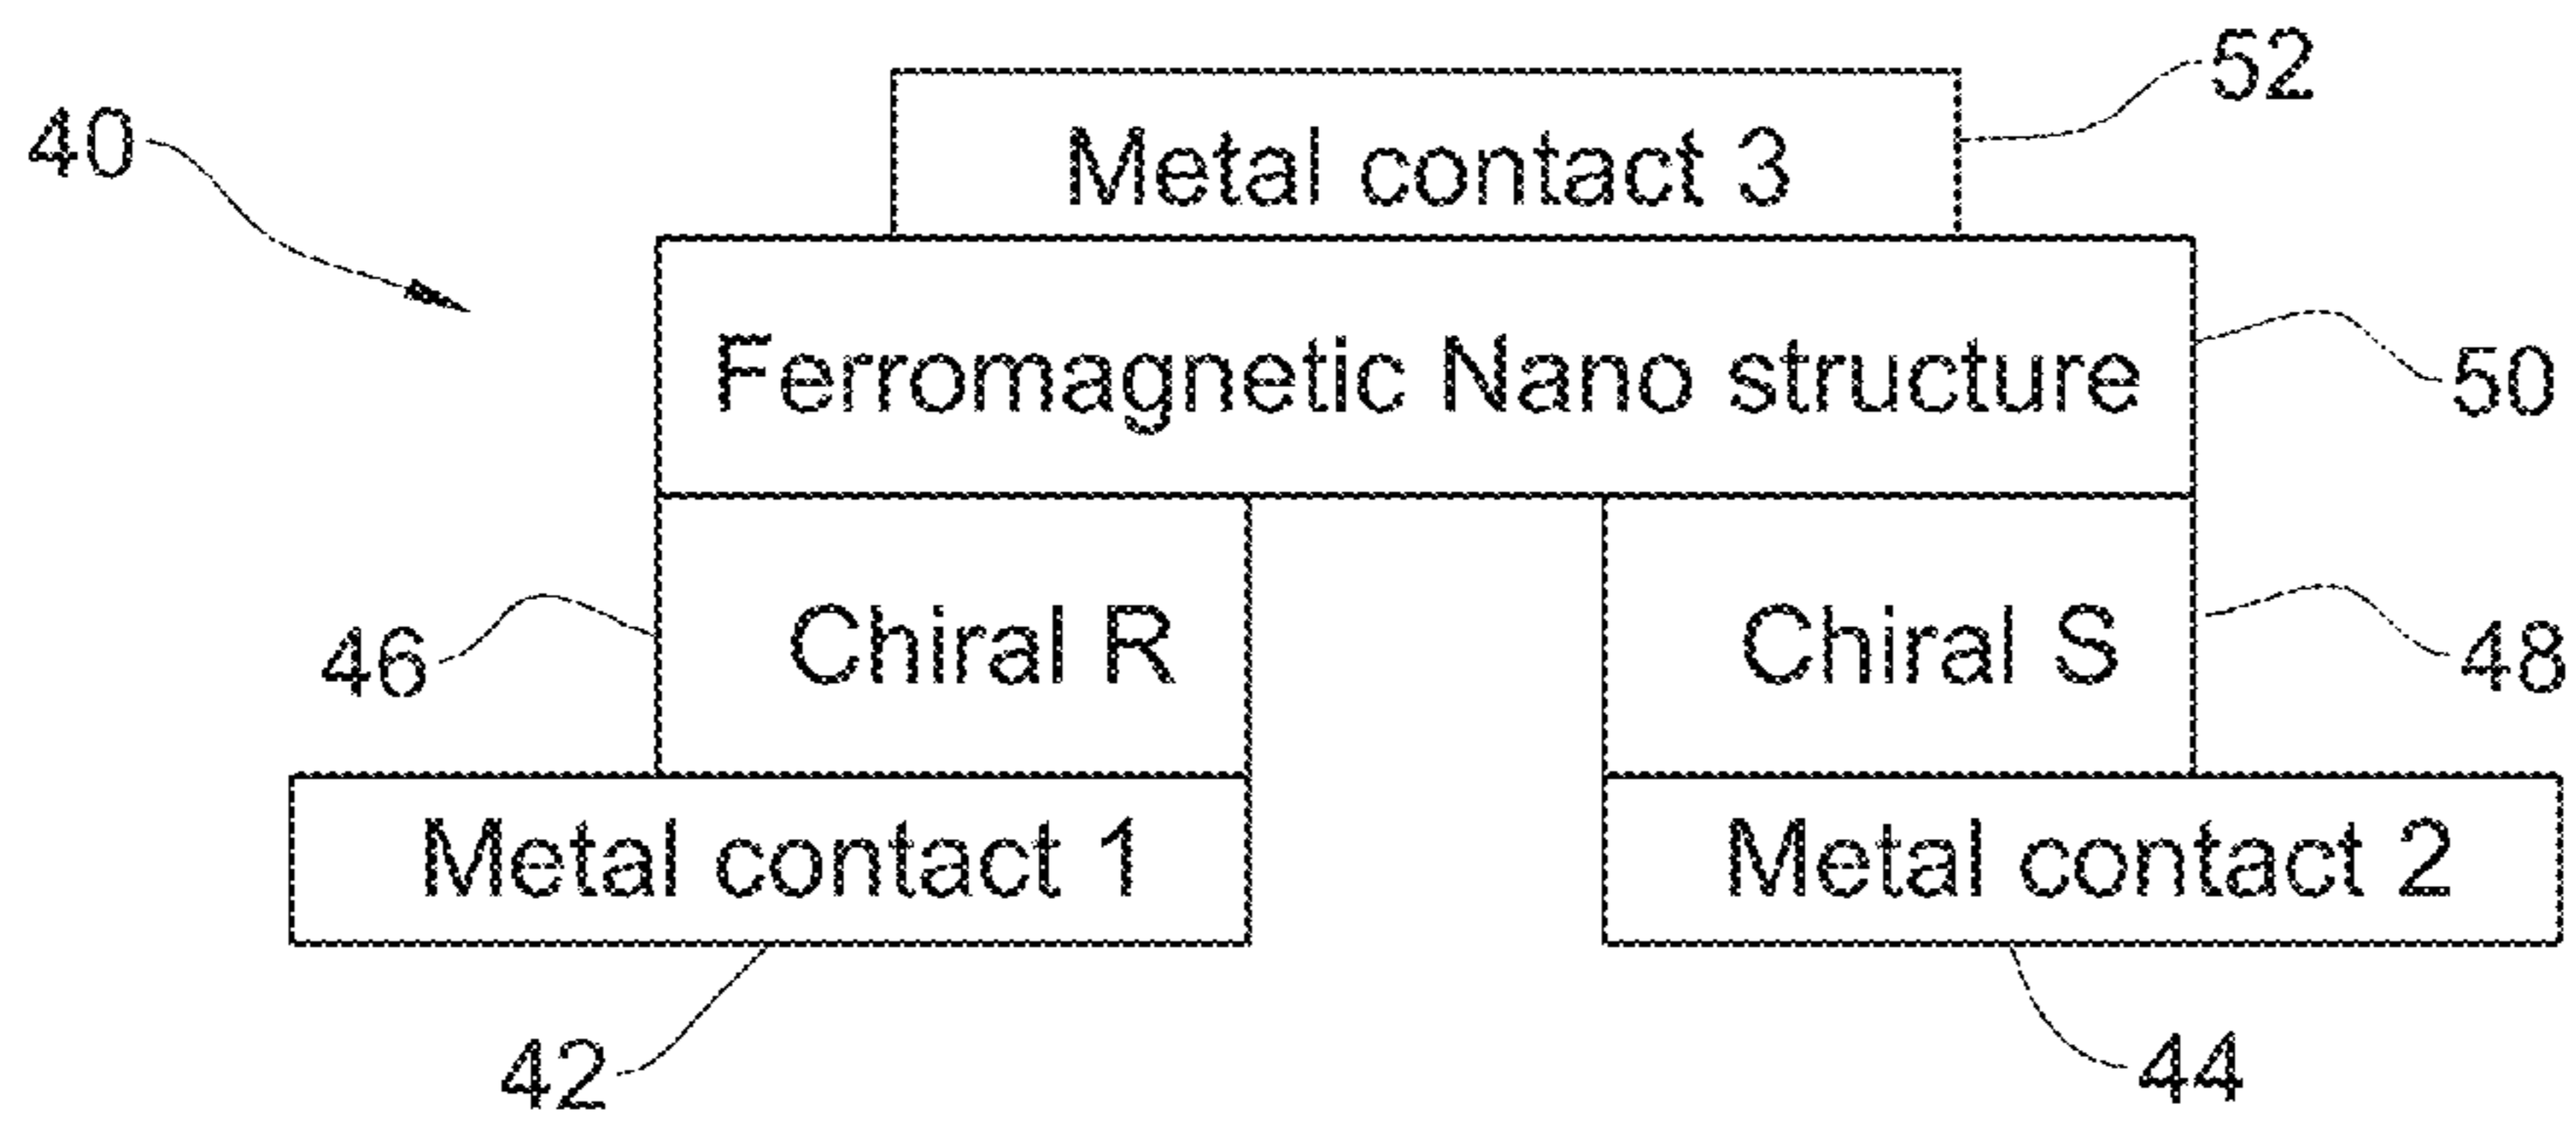 52
40
Metal contact 3
Ferromagnetic Nano structure
50
Chiral R
Chiral S
46
48
Metal contact 1
Metal contact 2
42
44